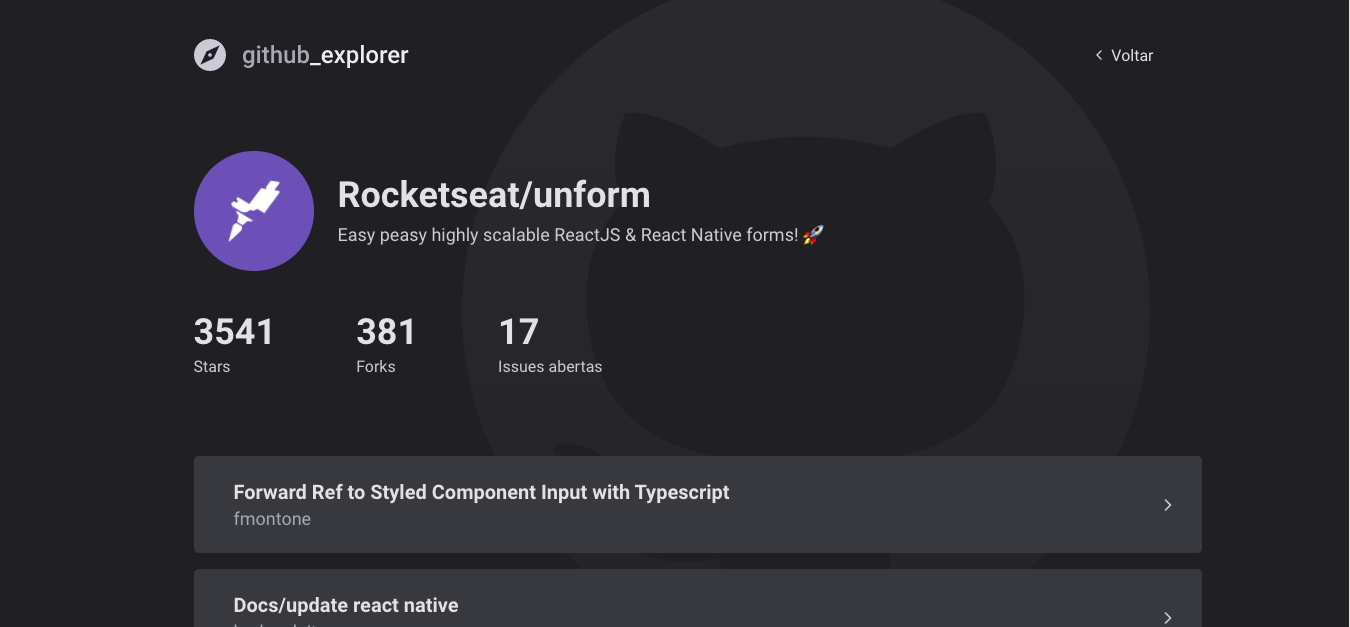 github_explorer
Voltar
Rocketseat/unform
Easy peasy highly scalable ReactJS & React Native forms! 🚀
3541 381 17
Stars Forks Issues abertas
Forward Ref to Styled Component Input with Typescript
fmontone
Docs/update react native